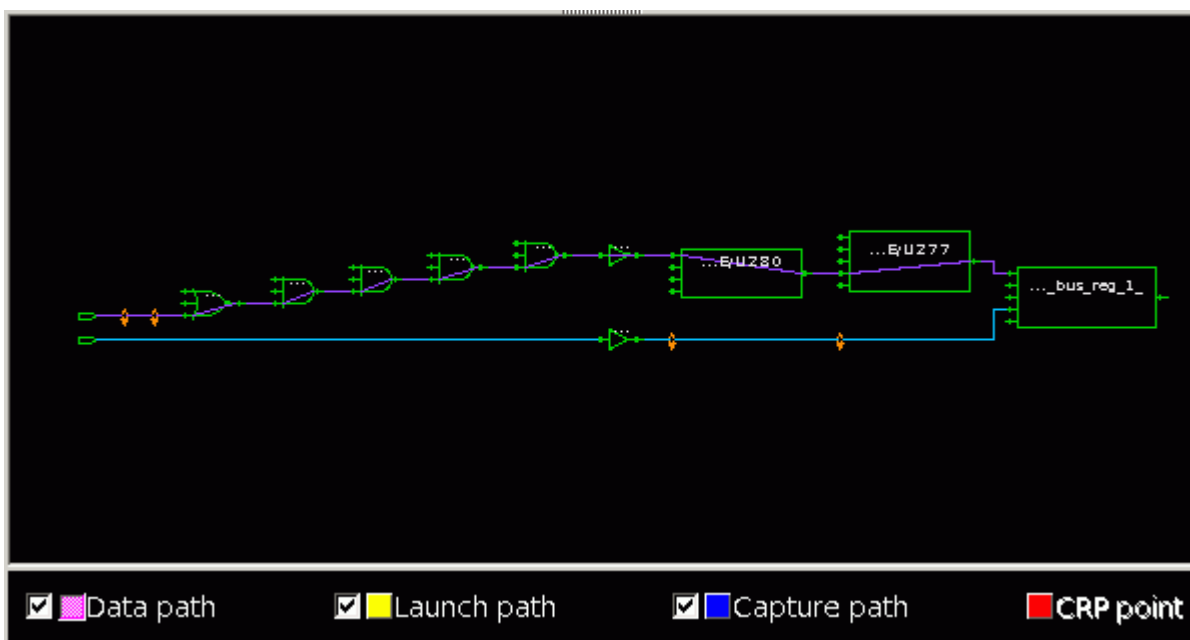 ...E/U280
...E/U277
..._bus_reg_1_
Data path
Launch path
Capture path
CRP point